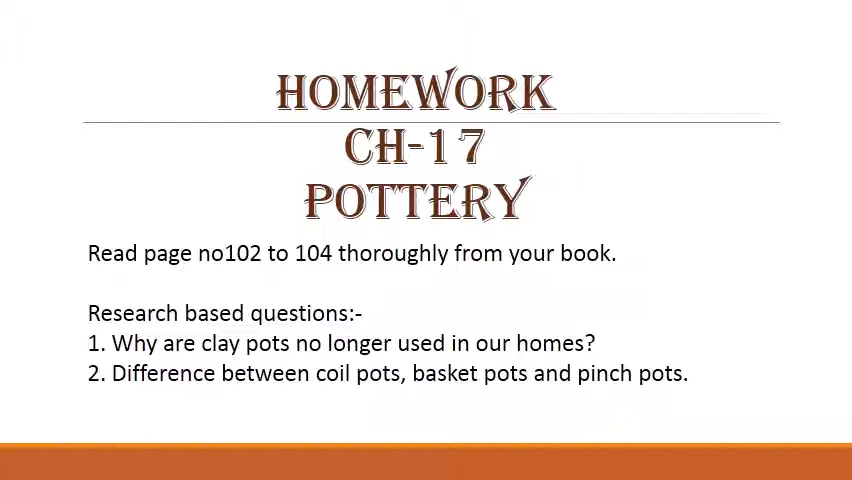 HOMEWORK
CH-17
POTTERY
Read page no102 to 104 thoroughly from your book.
Research based questions:-
1. Why are clay pots no longer used in our homes?
2. Difference between coil pots, basket pots and pinch pots.